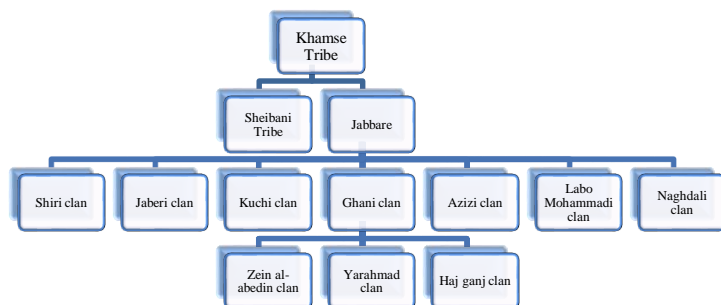 Khamse
Tribe
Sheibani
Tribe
Jabbare
Shiri clan
Jaberi clan
Kuchi clan
Ghani clan
Azizi clan
Labo
Mohammadi
clan
Naghdali
clan
Zein al-
abedin clan
Yarahmad
clan
Haj ganj clan